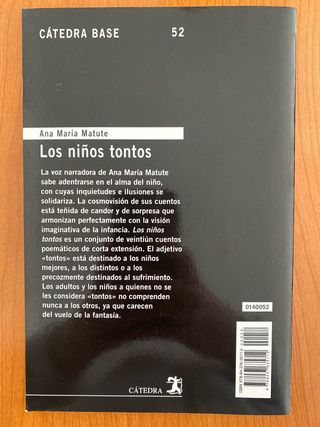 CÁTEDRA BASE 52
Ana María Matute
Los niños tontos
La voz narradora de Ana María Matute
sabe adentrarse en el alma del niño,
con cuyas inquietudes e ilusiones se
solidariza. La cosmovisión de sus cuentos
está teñida de candor y sorpresa que
armonizan perfectamente con la visión
imaginativa de la infancia. Los niños
tontos es un conjunto de veintiún cuentos
poemáticos de corta extensión. El adjetivo
«tontos» está destinado a los niños
mejores, a los distintos o a los
precozmente destinados al sufrimiento.
Los adultos y los niños a quienes no se
les considera «tontos» no comprenden
nunca a los otros, ya que carecen
del vuelo de la fantasía.
0140052
CÁTEDRA